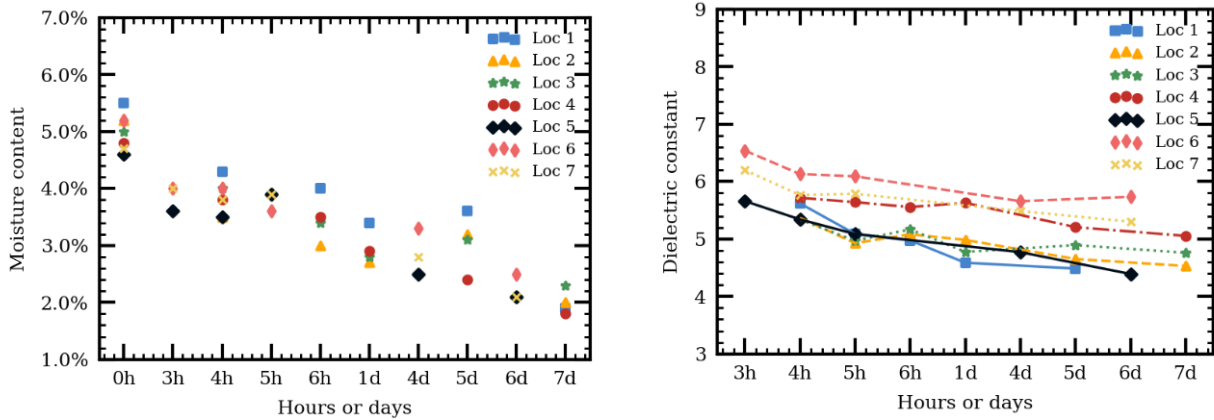 7.0%
6.0%
5.0%
4.0%
3.0%
2.0%
1.0%
Moisture content
0h 3h 4h 5h 6h 1d 4d 5d 6d 7d
Hours or days
Loc 1
Loc 2
Loc 3
Loc 4
Loc 5
Loc 6
Loc 7
9
8
7
6
5
4
3
Dielectric constant
3h 4h 5h 6h 1d 4d 5d 6d 7d
Hours or days
Loc 1
Loc 2
Loc 3
Loc 4
Loc 5
Loc 6
Loc 7